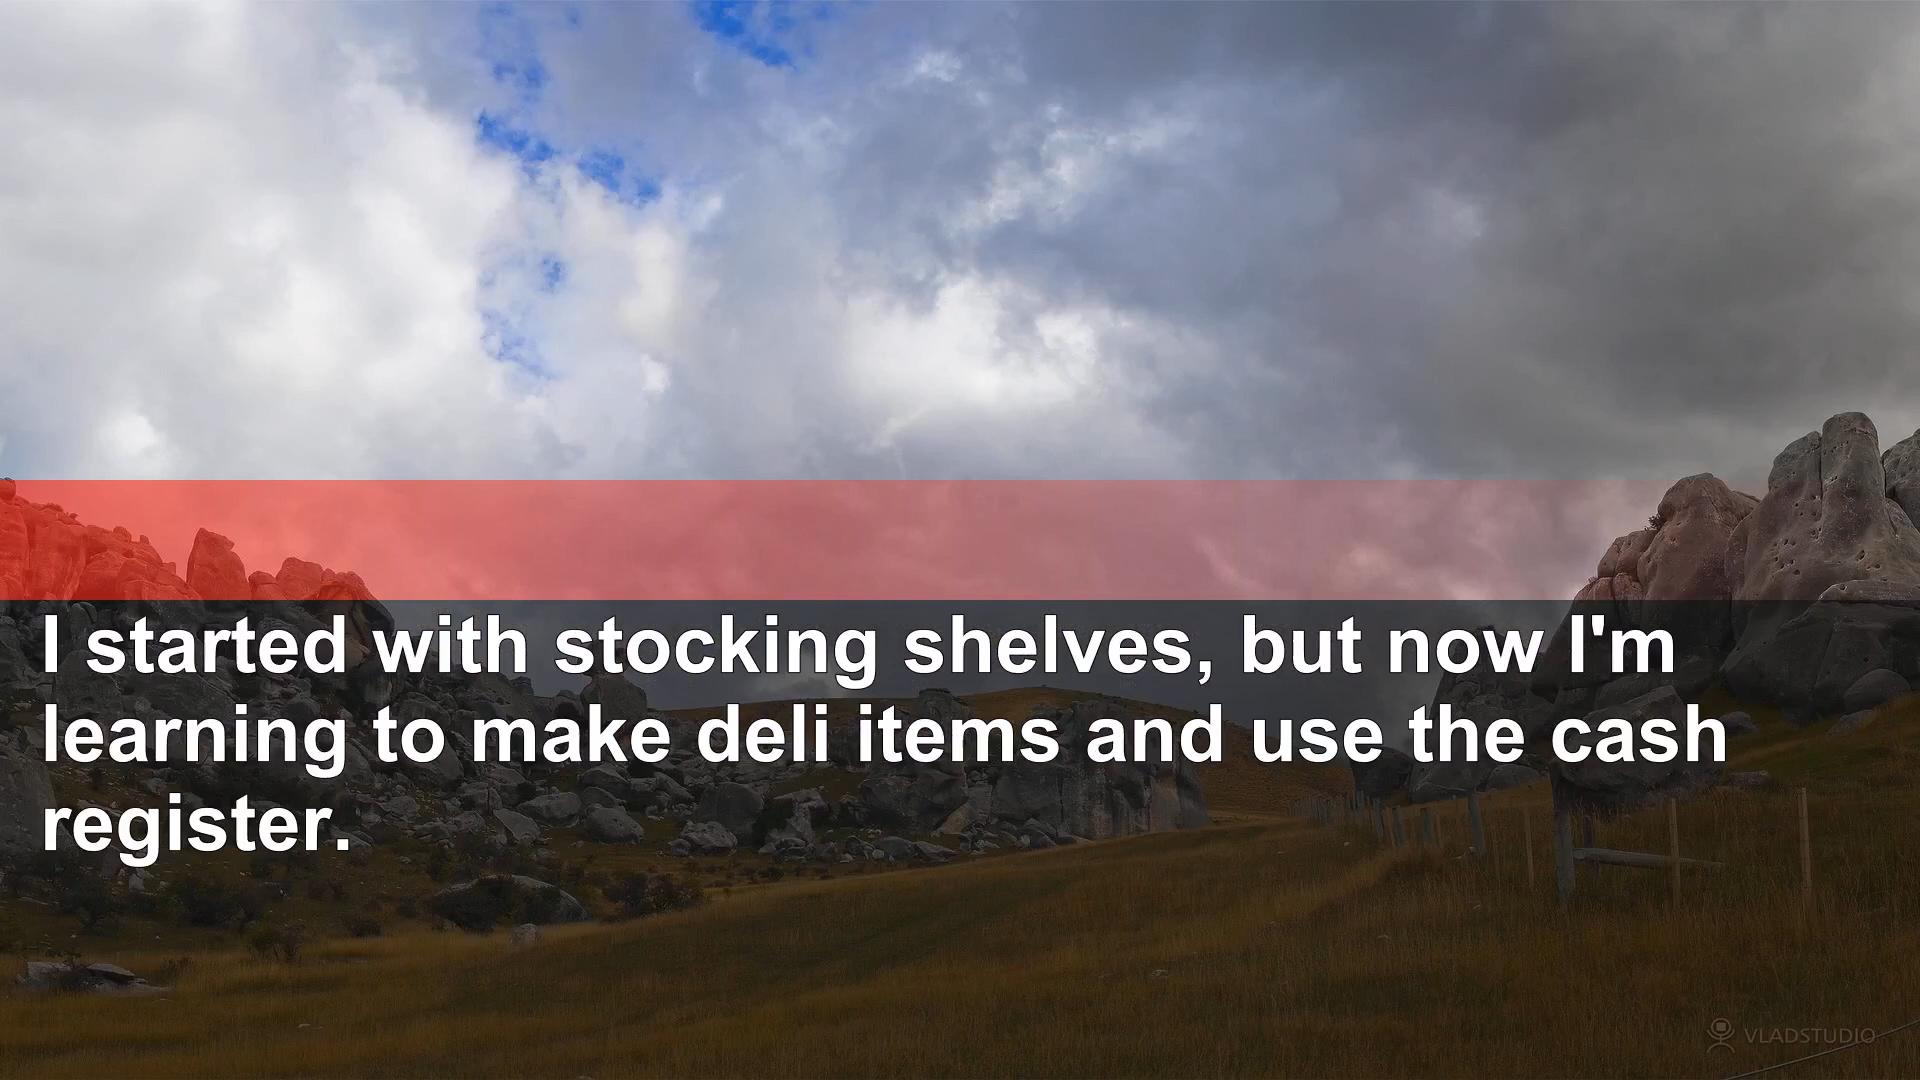 I started with stocking shelves, but now I'm
learning to make deli items and use the cash
register.
VLADSTUDIO